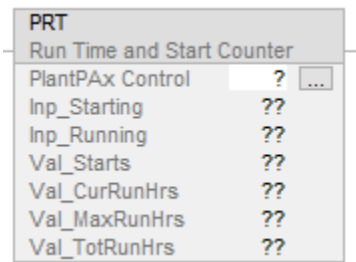 PRT
Run Time and Start Counter
PlantPAx Control ? ...
Inp_Starting ??
Inp_Running ??
Val_Starts ??
Val_CurRunHrs ??
Val_MaxRunHrs ??
Val_TotRunHrs ??